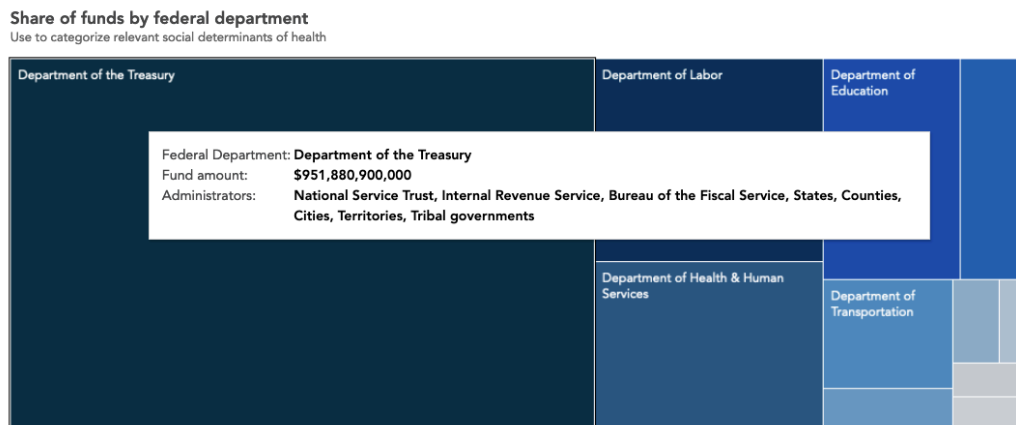 Share of funds by federal department
Use to categorize relevant social determinants of health
Department of the Treasury
Department of Labor
Department of
Education
Federal Department: Department of the Treasury
Fund amount: $951,880,900,000
Administrators: National Service Trust, Internal Revenue Service, Bureau of the Fiscal Service, States, Counties,
Cities, Territories, Tribal governments
Department of Health & Human
Services
Department of
Transportation